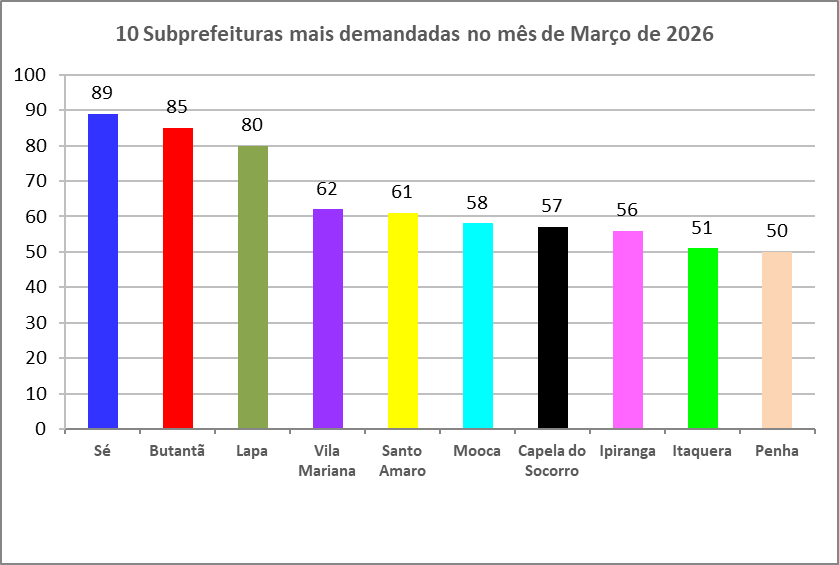 10 Subprefeituras mais demandadas no mês de Março de 2026
100
90
80
70
60
50
40
30
20
10
0
89
85
80
62
61
58
57
56
51
50
Sé
Butantã
Lapa
Vila
Mariana
Santo
Amaro
Mooca
Capela do
Socorro
Ipiranga
Itaquera
Penha